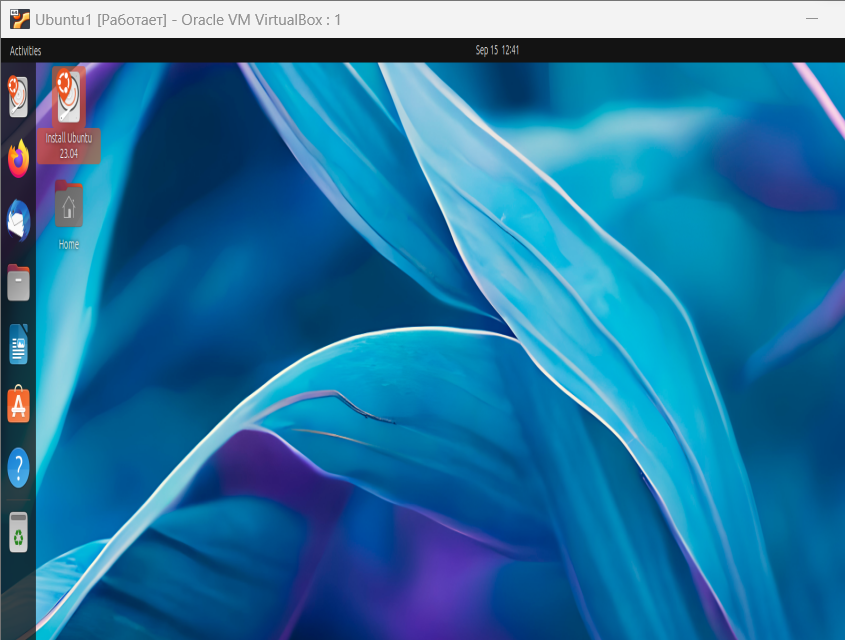 Ubuntu1 [Работает] - Oracle VM VirtualBox : 1
Activities
Sep 15 12:41
Install Ubuntu
23.04
Home